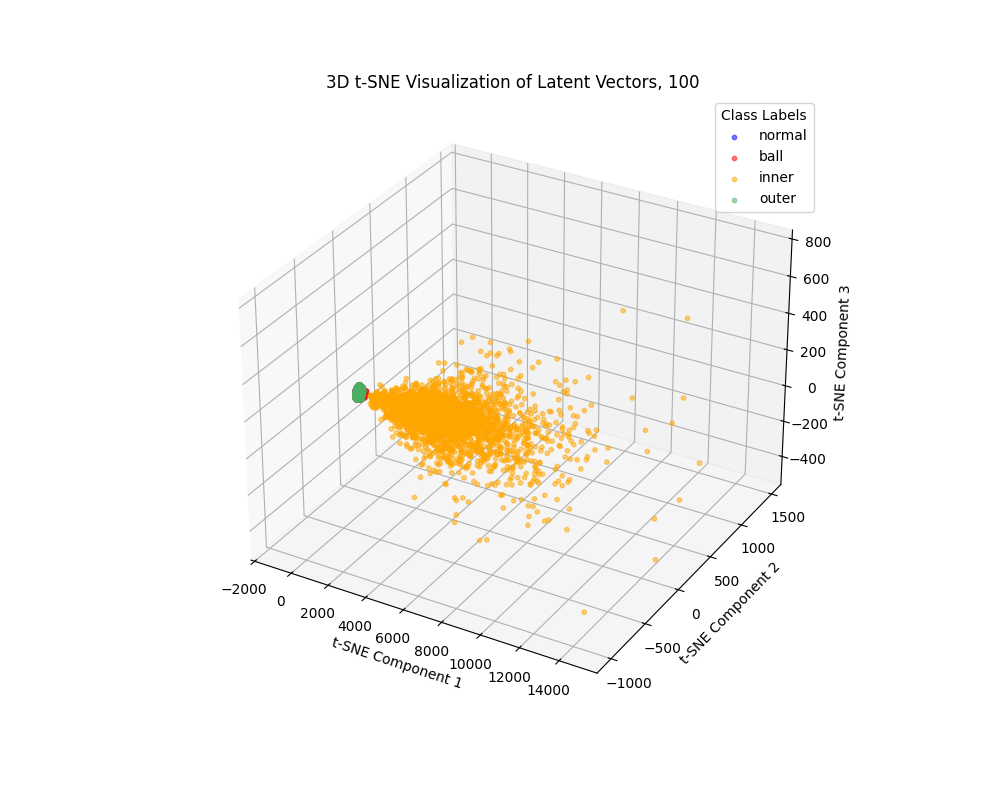 3D t-SNE Visualization of Latent Vectors, 100
Class Labels
normal
ball
inner
outer
800
600
400
200
0
−200
−400
t-SNE Component 3
1500
1000
500
0
−500
−1000
t-SNE Component 2
−2000
0
2000
4000
6000
8000
10000
12000
14000
t-SNE Component 1